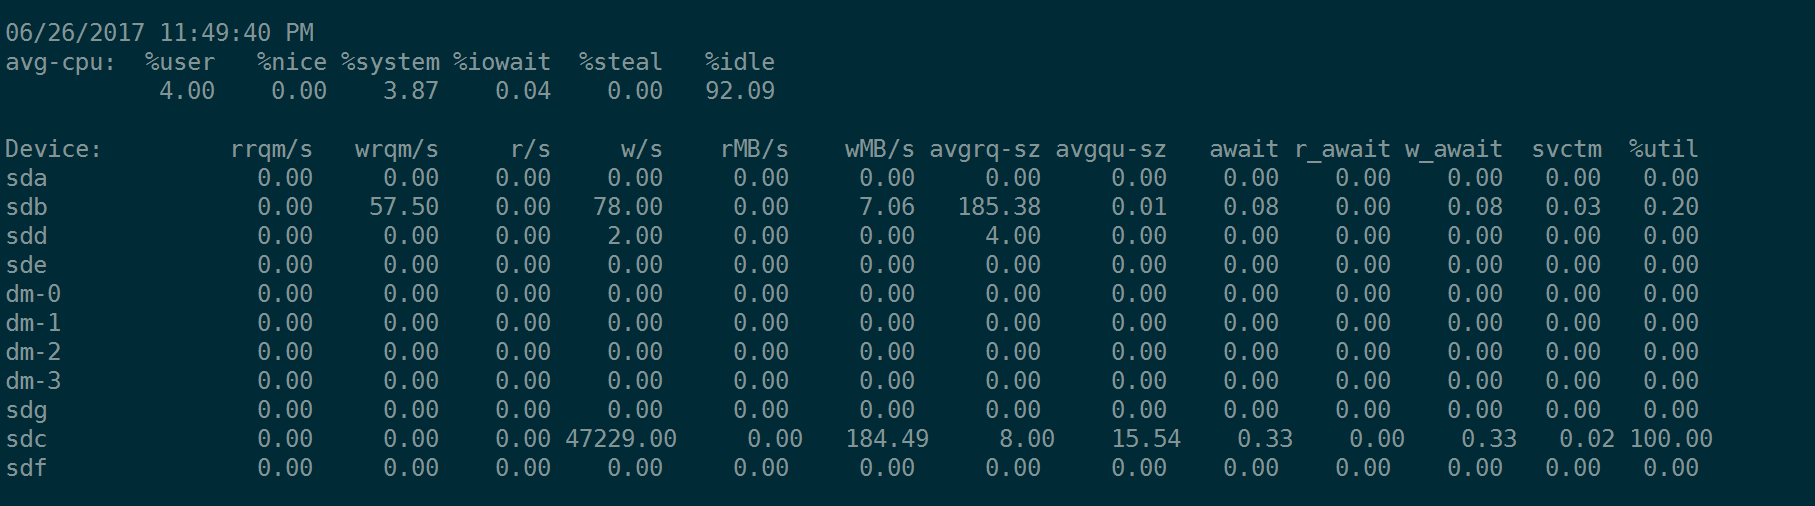 06/26/2017 11:49:40 PM
avg-cpu:  %user   %nice %system %iowait  %steal   %idle
           4.00    0.00    3.87    0.04    0.00   92.09

Device:         rrqm/s   wrqm/s     r/s     w/s    rMB/s    wMB/s avgrq-sz avgqu-sz   await r_await w_await  svctm  %util
sda               0.00     0.00    0.00    0.00     0.00     0.00     0.00     0.00    0.00    0.00    0.00   0.00   0.00
sdb               0.00    57.50    0.00   78.00     0.00     7.06   185.38     0.01    0.08    0.00    0.08   0.03   0.20
sdd               0.00     0.00    0.00    2.00     0.00     0.00     4.00     0.00    0.00    0.00    0.00   0.00   0.00
sde               0.00     0.00    0.00    0.00     0.00     0.00     0.00     0.00    0.00    0.00    0.00   0.00   0.00
dm-0              0.00     0.00    0.00    0.00     0.00     0.00     0.00     0.00    0.00    0.00    0.00   0.00   0.00
dm-1              0.00     0.00    0.00    0.00     0.00     0.00     0.00     0.00    0.00    0.00    0.00   0.00   0.00
dm-2              0.00     0.00    0.00    0.00     0.00     0.00     0.00     0.00    0.00    0.00    0.00   0.00   0.00
dm-3              0.00     0.00    0.00    0.00     0.00     0.00     0.00     0.00    0.00    0.00    0.00   0.00   0.00
sdg               0.00     0.00    0.00    0.00     0.00     0.00     0.00     0.00    0.00    0.00    0.00   0.00   0.00
sdc               0.00     0.00    0.00 47229.00     0.00   184.49     8.00    15.54    0.33    0.00    0.33   0.02 100.00
sdf               0.00     0.00    0.00    0.00     0.00     0.00     0.00     0.00    0.00    0.00    0.00   0.00   0.00